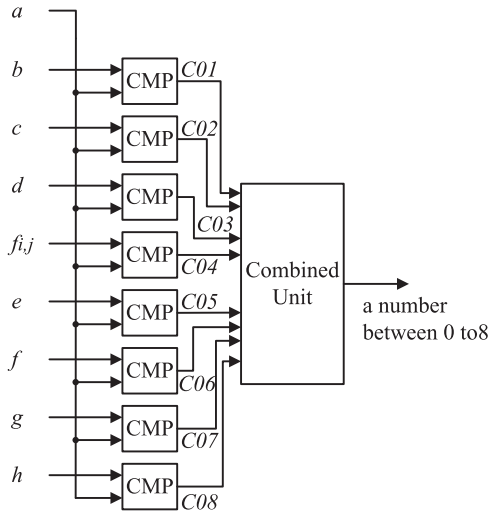 a
b
CMP
C01
c
CMP
C02
d
CMP
C03
fi,j
CMP
C04
Combined
Unit
e
CMP
C05
a number
between 0 to8
f
CMP
C06
g
CMP
C07
h
CMP
C08